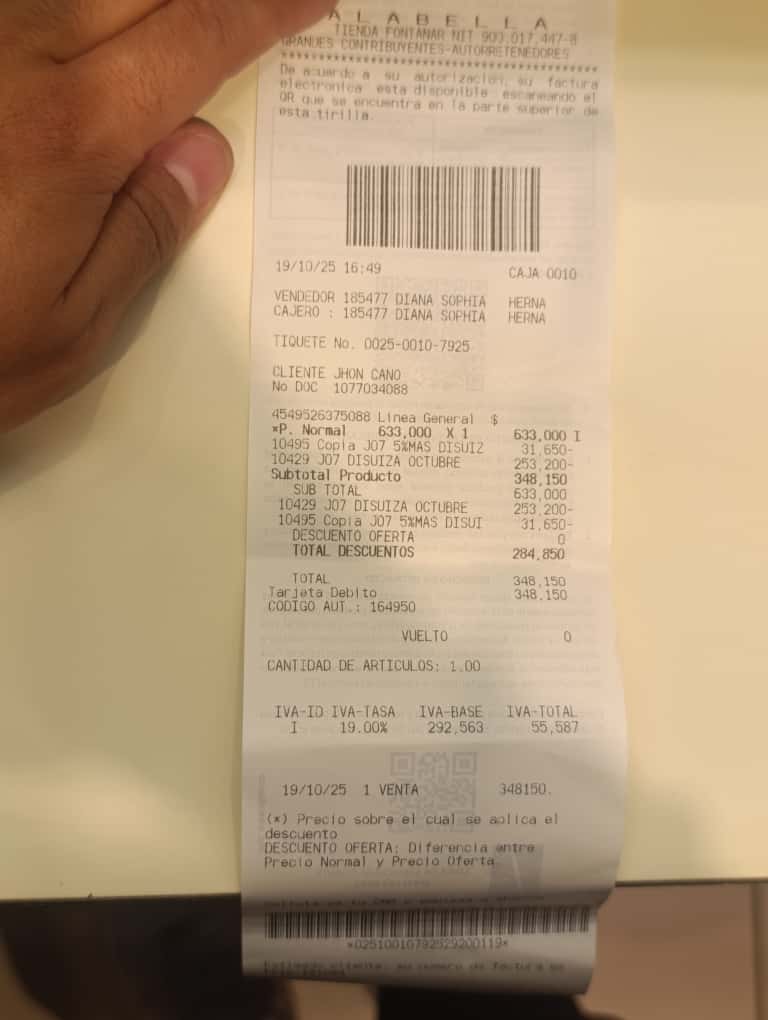 A L A B E L L A
TIENDA FONTANAR NIT 900.017.447-8
GRANDES CONTRIBUYENTES-AUTORRETENEDORES
****************************************
De acuerdo a su autorizacion, su factura
electronica esta disponible escaneando el
QR que se encuentra en la parte superior de
esta tirilla.
19/10/25 16:49 CAJA 0010
VENDEDOR 185477 DIANA SOPHIA HERNA
CAJERO : 185477 DIANA SOPHIA HERNA
TIQUETE No. 0025-0010-7925
CLIENTE JHON CANO
No DOC 1077034088
4549526375088 Linea General $
*P. Normal 633,000 X 1 633,000 I
10495 Copia J07 5%MAS DISUIZ 31,650-
10429 J07 DISUIZA OCTUBRE 253,200-
Subtotal Producto 348,150
SUB TOTAL 633,000
10429 J07 DISUIZA OCTUBRE 253,200-
10495 Copia J07 5%MAS DISUI 31,650-
DESCUENTO OFERTA 0
TOTAL DESCUENTOS 284,850
TOTAL 348,150
Tarjeta Debito 348,150
CODIGO AUT.: 164950
VUELTO 0
CANTIDAD DE ARTICULOS: 1.00
IVA-ID IVA-TASA IVA-BASE IVA-TOTAL
I 19.00% 292,563 55,587
19/10/25 1 VENTA 348150.
(*) Precio sobre el cual se aplica el
descuento
DESCUENTO OFERTA: Diferencia entre
Precio Normal y Precio Oferta
*02510010792529200119*
su numero de factura